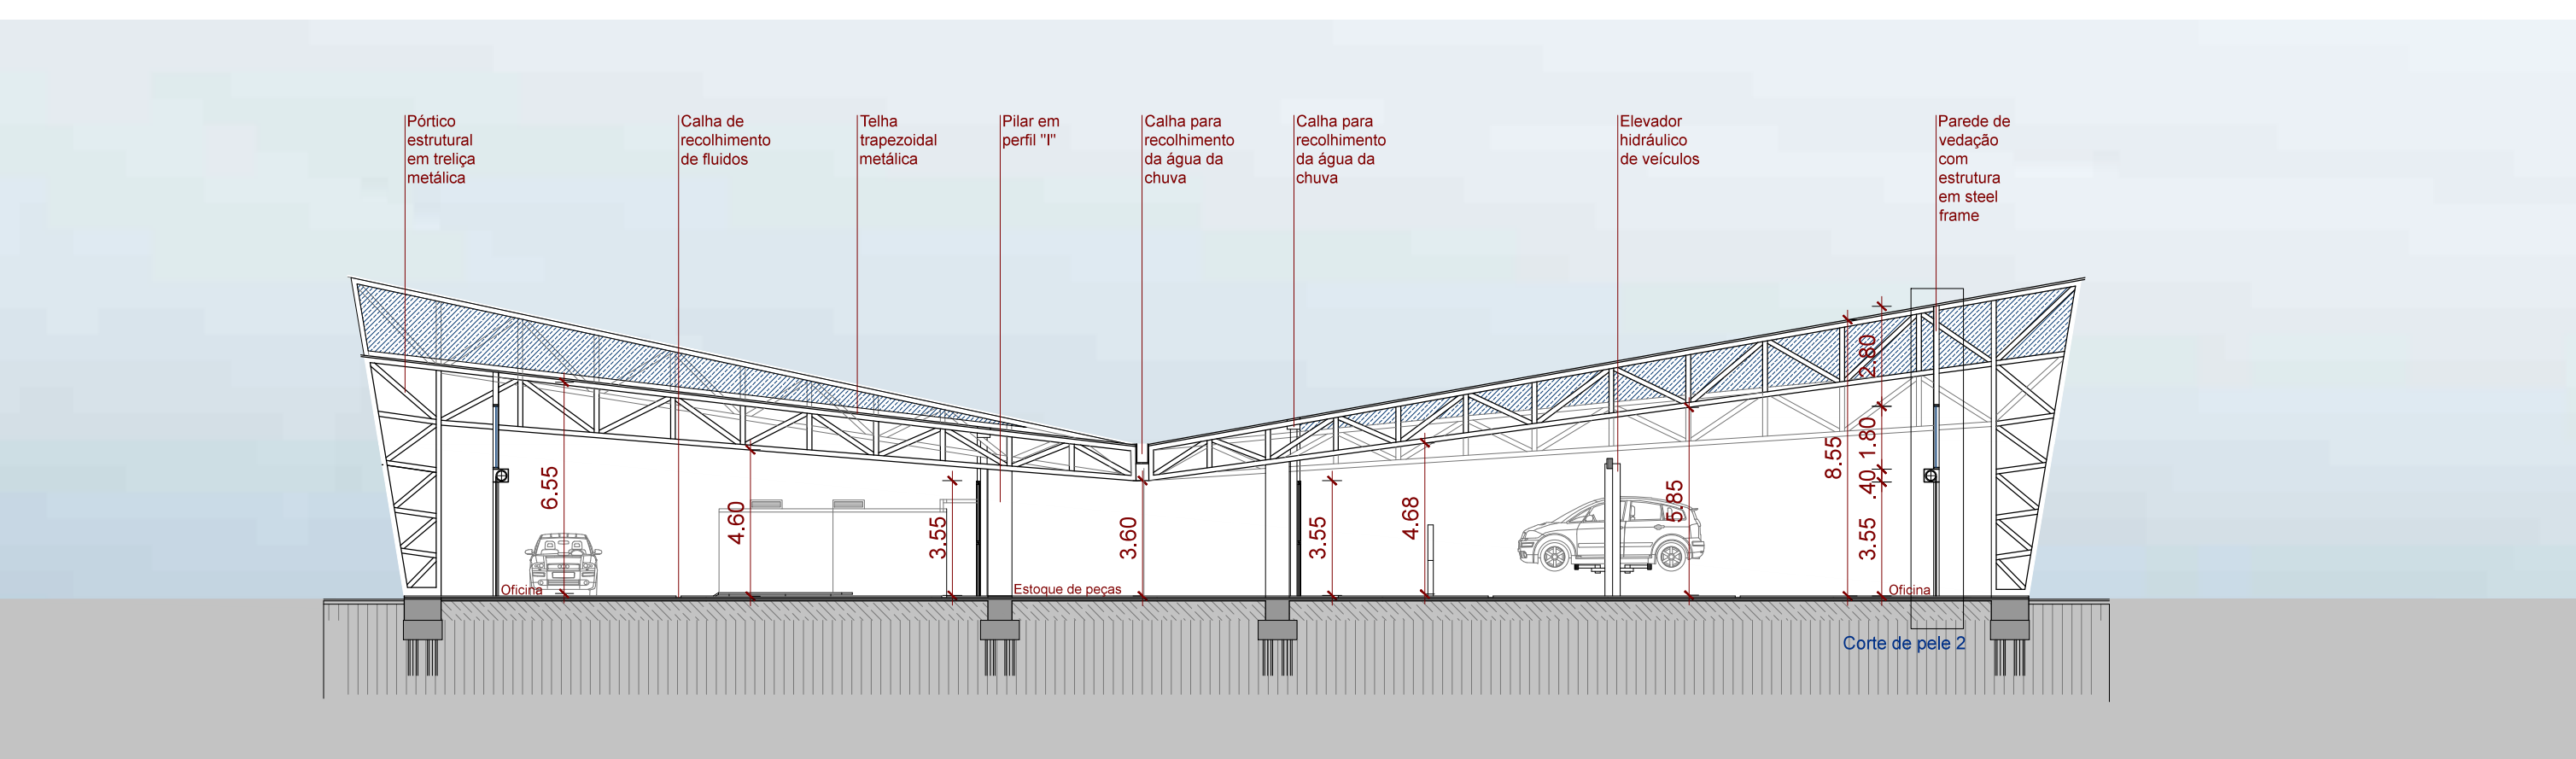 Pórtico
estrutural
em treliça
metálica
Calha de
recolhimento
de fluidos
Telha
trapezoidal
metálica
Pilar em
perfil "I"
Calha para
recolhimento
da água da
chuva
Calha para
recolhimento
da água da
chuva
Elevador
hidráulico
de veículos
Parede de
vedação
com
estrutura
em steel
frame
6.55
4.60
3.55
3.60
3.55
4.68
5.85
8.55
2.80
1.80
.40
3.55
Oficina
Estoque de peças
Oficina
Corte de pele 2